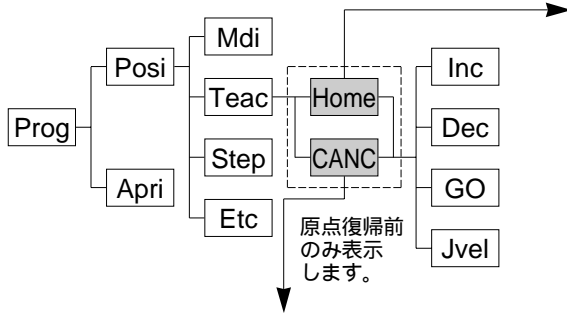 Prog
Posi
Apri
Mdi
Teac
Step
Etc
Home
CANC
原点復帰前
のみ表示
します。
Inc
Dec
GO
Jvel